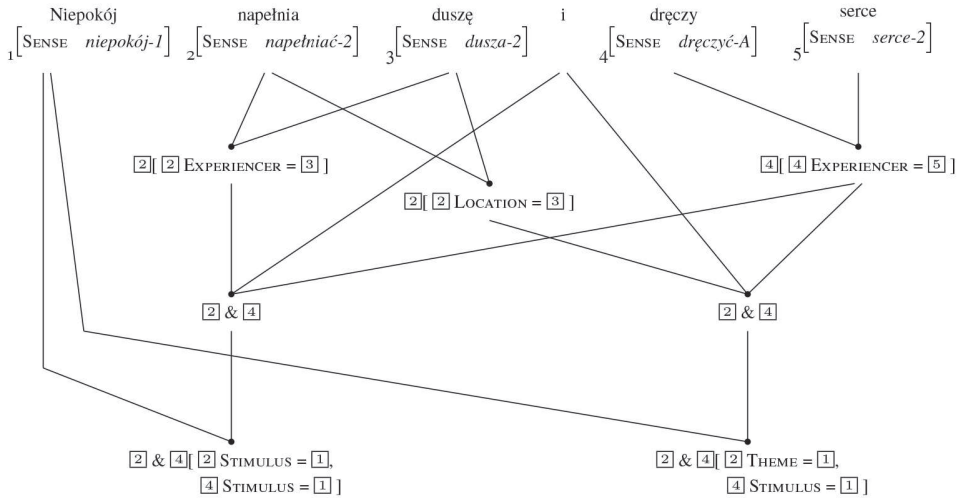 Niepokój napełnia duszę i dręczy serce
1[SENSE niepokój-1] 2[SENSE napełniać-2] 3[SENSE dusza-2] 4[SENSE dręczyć-A] 5[SENSE serce-2]
2[ 2 EXPERIENCER = 3 ] 4[ 4 EXPERIENCER = 5 ]
2[ 2 LOCATION = 3 ]
2 & 4 2 & 4
2 & 4[ 2 STIMULUS = 1, 2 & 4[ 2 THEME = 1,
4 STIMULUS = 1 ] 4 STIMULUS = 1 ]